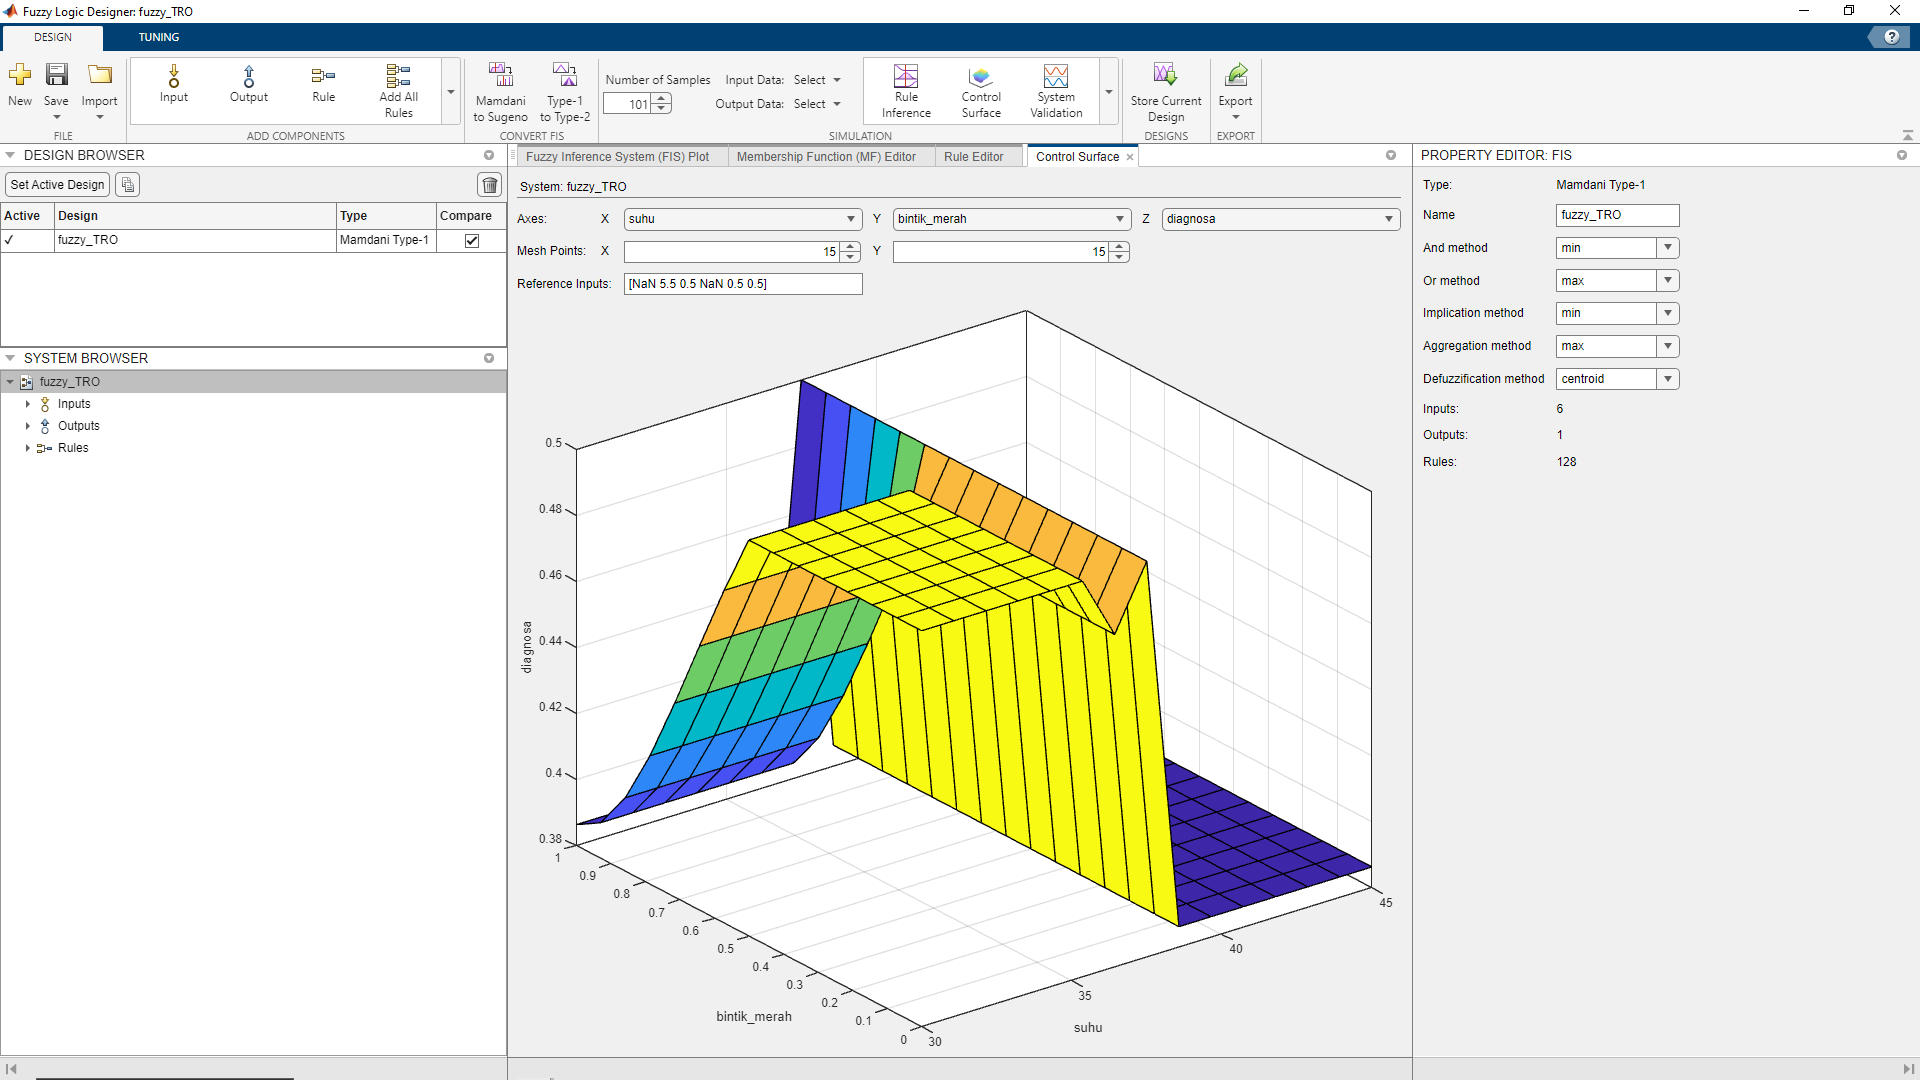 Fuzzy Logic Designer: fuzzy_TRO
DESIGN
TUNING
New
Save
Import
FILE
Input
Output
Rule
Add All
Rules
ADD COMPONENTS
Mamdani
to Sugeno
Type-1
to Type-2
CONVERT FIS
Number of Samples
101
Input Data: Select
Output Data: Select
Rule
Inference
Control
Surface
System
Validation
SIMULATION
Store Current
Design
DESIGNS
Export
EXPORT
DESIGN BROWSER
Set Active Design
Active Design Type Compare
fuzzy_TRO Mamdani Type-1
SYSTEM BROWSER
fuzzy_TRO
Inputs
Outputs
Rules
Fuzzy Inference System (FIS) Plot
Membership Function (MF) Editor
Rule Editor
Control Surface
System: fuzzy_TRO
Axes: X suhu Y bintik_merah Z diagnosa
Mesh Points: X 15 Y 15
Reference Inputs: [NaN 5.5 0.5 NaN 0.5 0.5]
0.5
0.48
0.46
0.44
0.42
0.4
0.38
diagnosa
1
0.9
0.8
0.7
0.6
0.5
0.4
0.3
0.2
0.1
0
bintik_merah
30
35
40
45
suhu
PROPERTY EDITOR: FIS
Type: Mamdani Type-1
Name fuzzy_TRO
And method min
Or method max
Implication method min
Aggregation method max
Defuzzification method centroid
Inputs: 6
Outputs: 1
Rules: 128